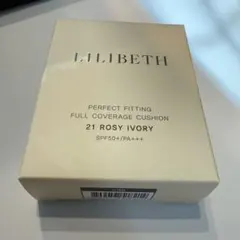 LILIBETH
PERFECT FITTING
FULL COVERAGE CUSHION
21 ROSY IVORY
SPF50+/PA+++